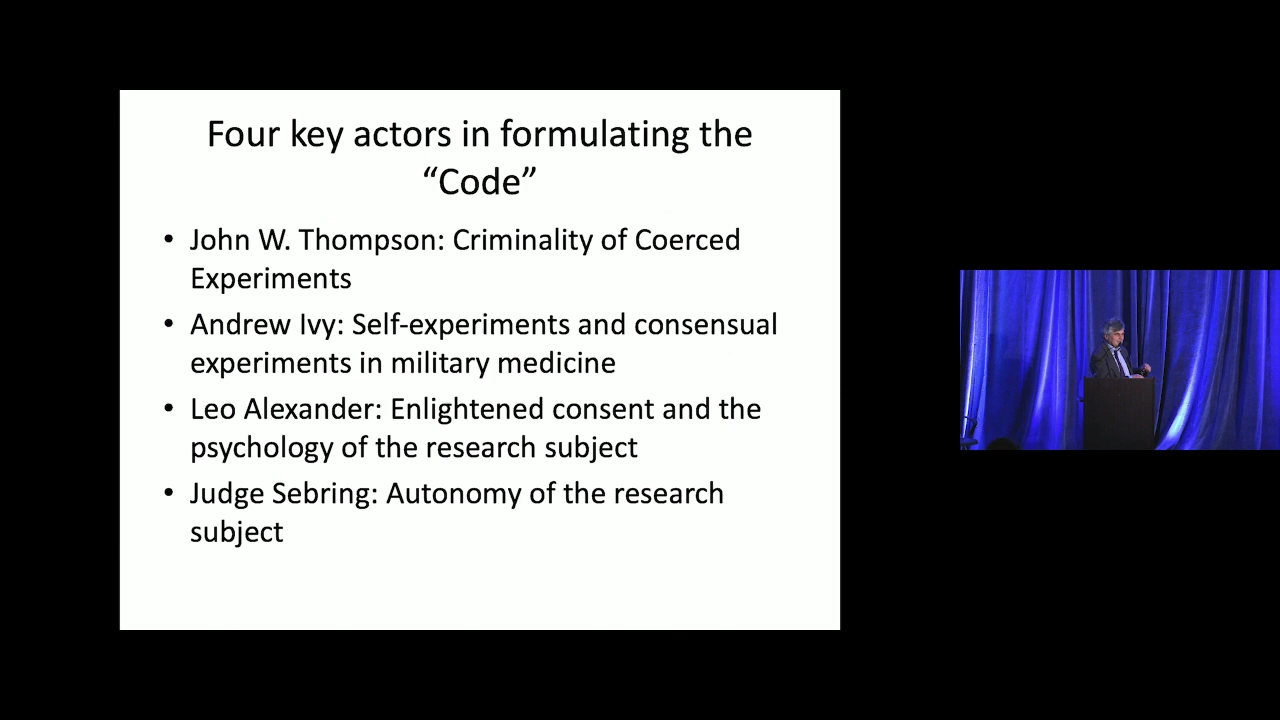 Four key actors in formulating the
“Code”
• John W. Thompson: Criminality of Coerced
Experiments
• Andrew Ivy: Self-experiments and consensual
experiments in military medicine
• Leo Alexander: Enlightened consent and the
psychology of the research subject
• Judge Sebring: Autonomy of the research
subject